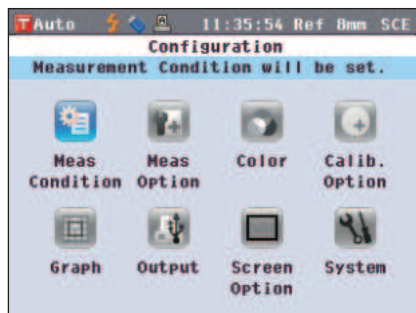 T Auto 11:35:54 Ref 8mm SCE
Configuration
Measurement Condition will be set.
Meas Condition
Meas Option
Color
Calib. Option
Graph
Output
Screen Option
System